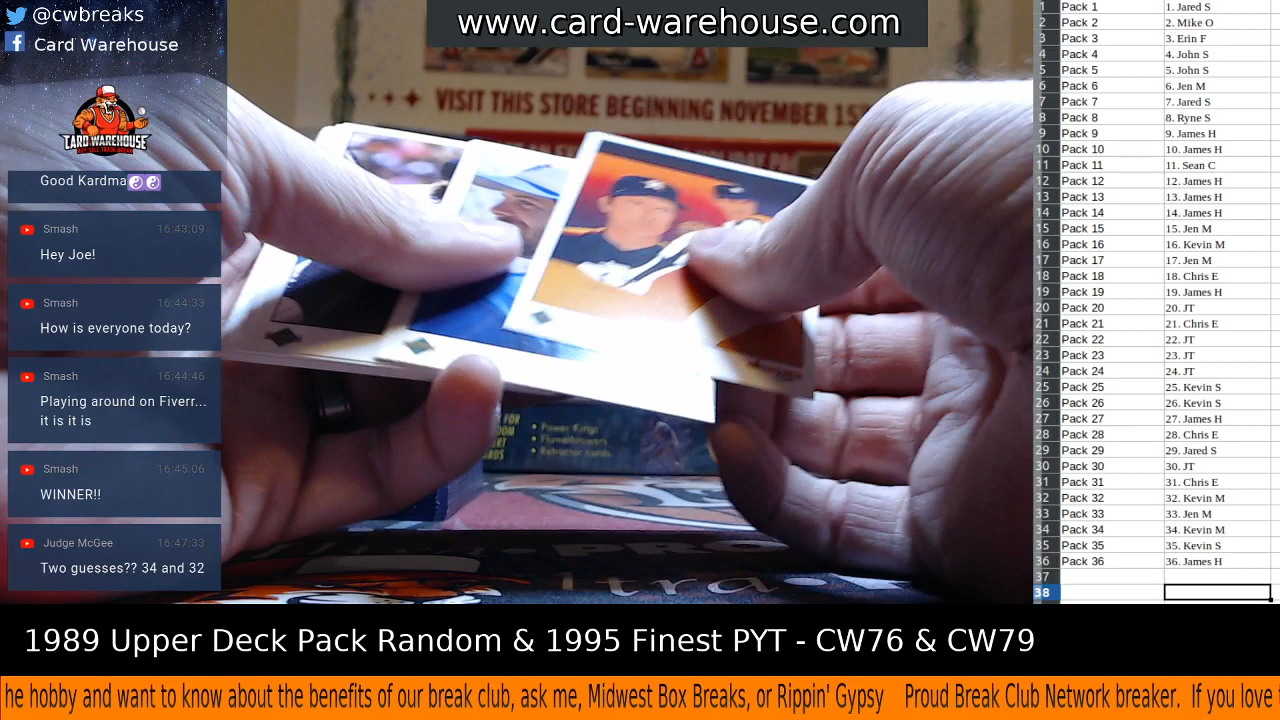 @cwbreaks
Card Warehouse
CARD WAREHOUSE
Good Kardma
Smash 16:43:09
Hey Joe!
Smash 16:44:33
How is everyone today?
Smash 16:44:46
Playing around on Fiverr...
it is it is
Smash 16:45:06
WINNER!!
Judge McGee 16:47:33
Two guesses?? 34 and 32
www.card-warehouse.com
VISIT THIS STORE BEGINNING NOVEMBER 1ST
• Power Kings
• Flamethrowers
• Refractor cards
1 Pack 1 1. Jared S
2 Pack 2 2. Mike O
3 Pack 3 3. Erin F
4 Pack 4 4. John S
5 Pack 5 5. John S
6 Pack 6 6. Jen M
7 Pack 7 7. Jared S
8 Pack 8 8. Ryne S
9 Pack 9 9. James H
10 Pack 10 10. James H
11 Pack 11 11. Sean C
12 Pack 12 12. James H
13 Pack 13 13. James H
14 Pack 14 14. James H
15 Pack 15 15. Jen M
16 Pack 16 16. Kevin M
17 Pack 17 17. Jen M
18 Pack 18 18. Chris E
19 Pack 19 19. James H
20 Pack 20 20. JT
21 Pack 21 21. Chris E
22 Pack 22 22. JT
23 Pack 23 23. JT
24 Pack 24 24. JT
25 Pack 25 25. Kevin S
26 Pack 26 26. Kevin S
27 Pack 27 27. James H
28 Pack 28 28. Chris E
29 Pack 29 29. Jared S
30 Pack 30 30. JT
31 Pack 31 31. Chris E
32 Pack 32 32. Kevin M
33 Pack 33 33. Jen M
34 Pack 34 34. Kevin M
35 Pack 35 35. Kevin S
36 Pack 36 36. James H
37
38
1989 Upper Deck Pack Random & 1995 Finest PYT - CW76 & CW79
he hobby and want to know about the benefits of our break club, ask me, Midwest Box Breaks, or Rippin' Gypsy Proud Break Club Network breaker. If you love